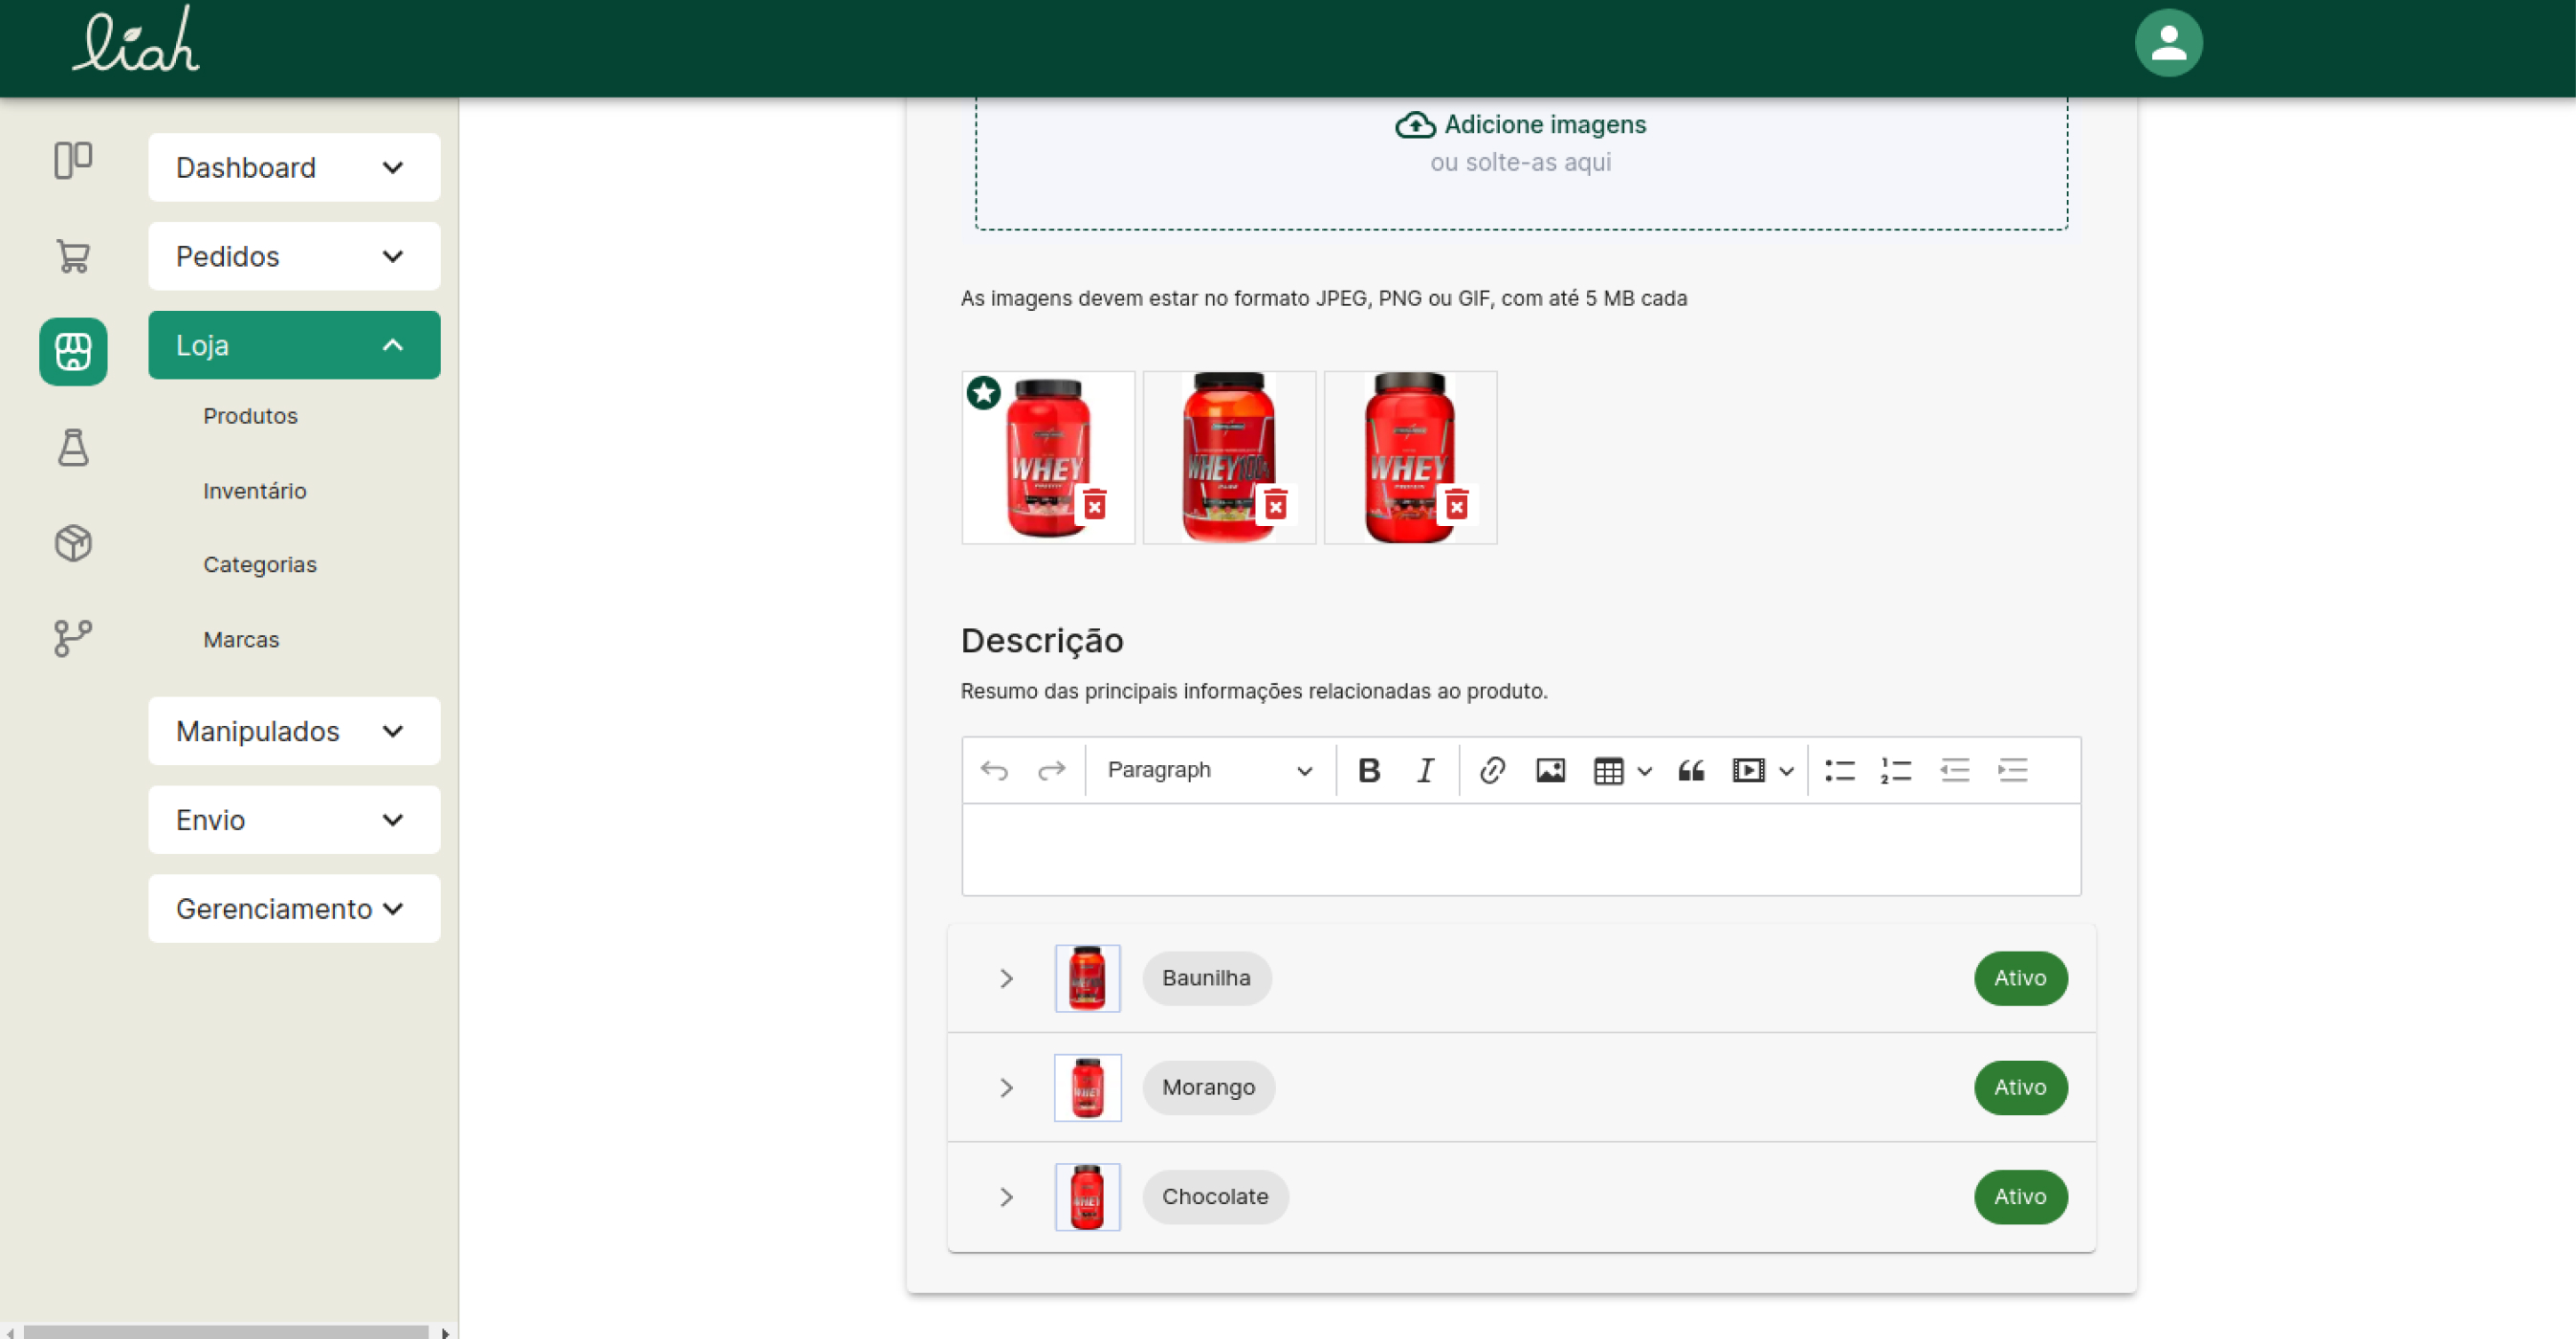 liah
Dashboard
Pedidos
Loja
Produtos
Inventário
Categorias
Marcas
Manipulados
Envio
Gerenciamento
Adicione imagens
ou solte-as aqui
As imagens devem estar no formato JPEG, PNG ou GIF, com até 5 MB cada
WHEY
WHEY100%
WHEY
Descrição
Resumo das principais informações relacionadas ao produto.
Paragraph
Baunilha
Ativo
Morango
Ativo
Chocolate
Ativo